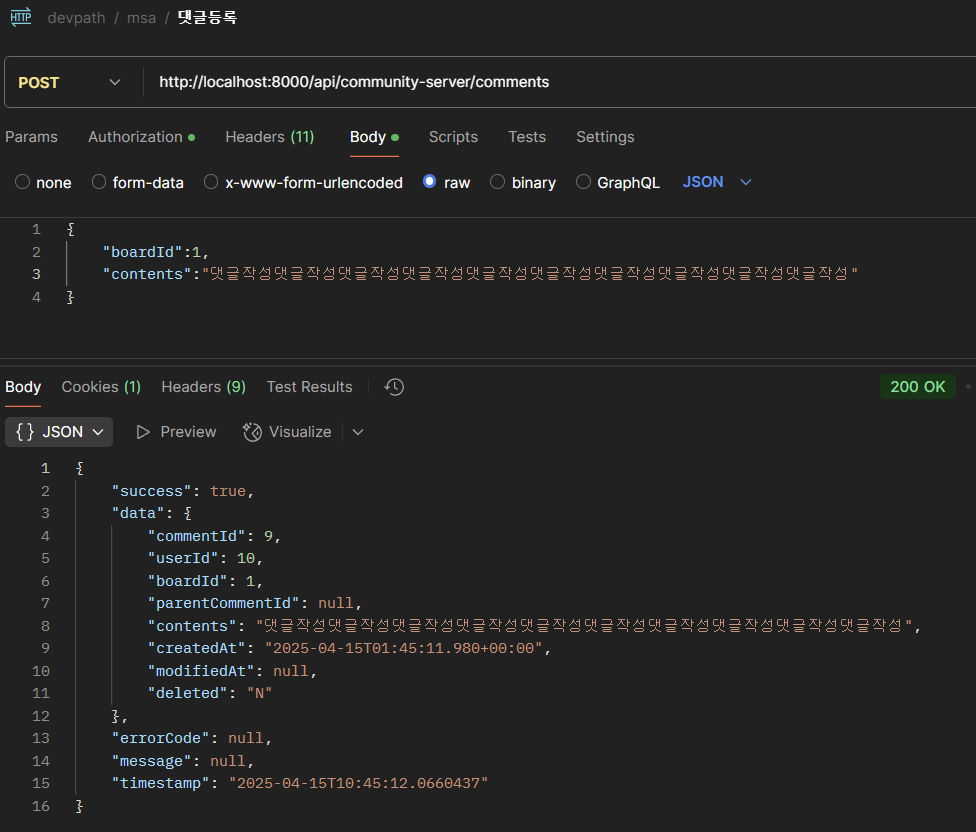 HTTP devpath / msa / 댓글등록
POST http://localhost:8000/api/community-server/comments
Params Authorization Headers (11) Body Scripts Tests Settings
none form-data x-www-form-urlencoded raw binary GraphQL JSON
1 {
2 "boardId":1,
3 "contents":"댓글작성댓글작성댓글작성댓글작성댓글작성댓글작성댓글작성댓글작성댓글작성댓글작성"
4 }
Body Cookies (1) Headers (9) Test Results 200 OK
{} JSON Preview Visualize
1 {
2 "success": true,
3 "data": {
4 "commentId": 9,
5 "userId": 10,
6 "boardId": 1,
7 "parentCommentId": null,
8 "contents": "댓글작성댓글작성댓글작성댓글작성댓글작성댓글작성댓글작성댓글작성댓글작성댓글작성",
9 "createdAt": "2025-04-15T01:45:11.980+00:00",
10 "modifiedAt": null,
11 "deleted": "N"
12 },
13 "errorCode": null,
14 "message": null,
15 "timestamp": "2025-04-15T10:45:12.0660437"
16 }